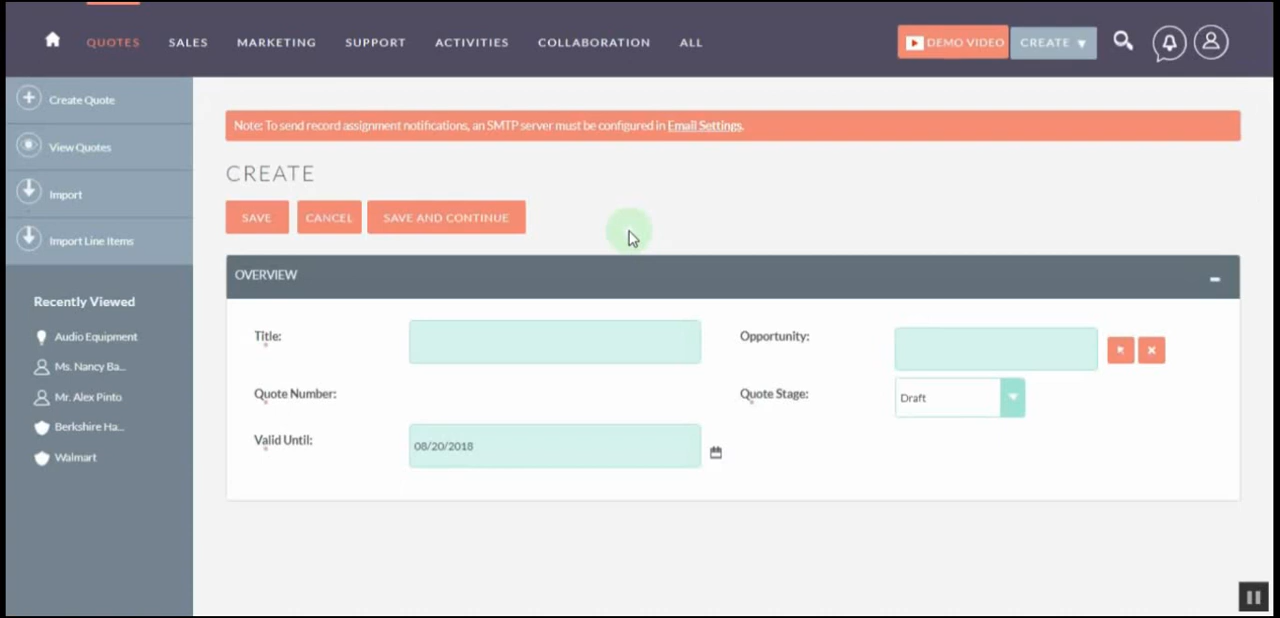 QUOTES SALES MARKETING SUPPORT ACTIVITIES COLLABORATION ALL DEMO VIDEO CREATE
Create Quote
View Quotes
Import
Import Line Items
Recently Viewed
Audio Equipment
Ms. Nancy Ba...
Mr. Alex Pinto
Berkshire Ha...
Walmart
Note: To send record assignment notifications, an SMTP server must be configured in Email Settings.
CREATE
SAVE CANCEL SAVE AND CONTINUE
OVERVIEW
Title: Opportunity:
Quote Number: Quote Stage: Draft
Valid Until: 08/20/2018